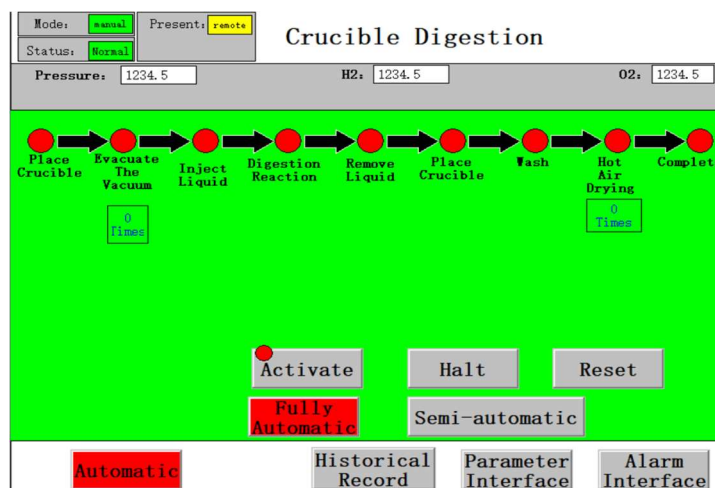 Mode: manual
Present: remote
Crucible Digestion
Status: Normal
Pressure: 1234.5
H2: 1234.5
O2: 1234.5
Place
Crucible
Evacuate
The
Vacuum
Inject
Liquid
Digestion
Reaction
Remove
Liquid
Place
Crucible
Wash
Hot
Air
Drying
Complet
0
Times
0
Times
Activate
Halt
Reset
Fully
Automatic
Semi-automatic
Automatic
Historical
Record
Parameter
Interface
Alarm
Interface